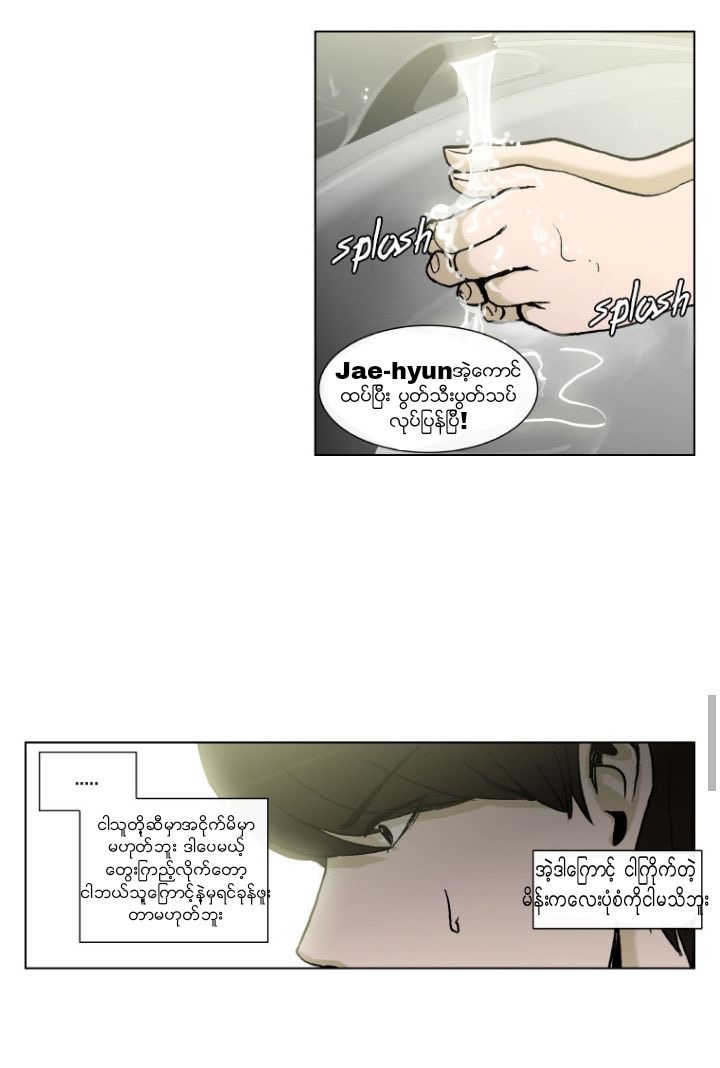 splash
splash
Jae-hyunအဲ့ကောင်
ထပ်ပြီး ပွတ်သီးပွတ်သပ်
လုပ်ပြန်ပြီ!
.....
ငါသူတို့ဆီမှာအငိုက်မိမှာ
မဟုတ်ဘူး ဒါပေမယ့်
တွေးကြည့်လိုက်တော့
ငါဘယ်သူ့ကြောင့်နဲ့မှရင်ခုန်ဖူး
တာမဟုတ်ဘူး
အဲ့ဒါကြောင့် ငါကြိုက်တဲ့
မိန်းကလေးပုံစံကိုငါမသိဘူး